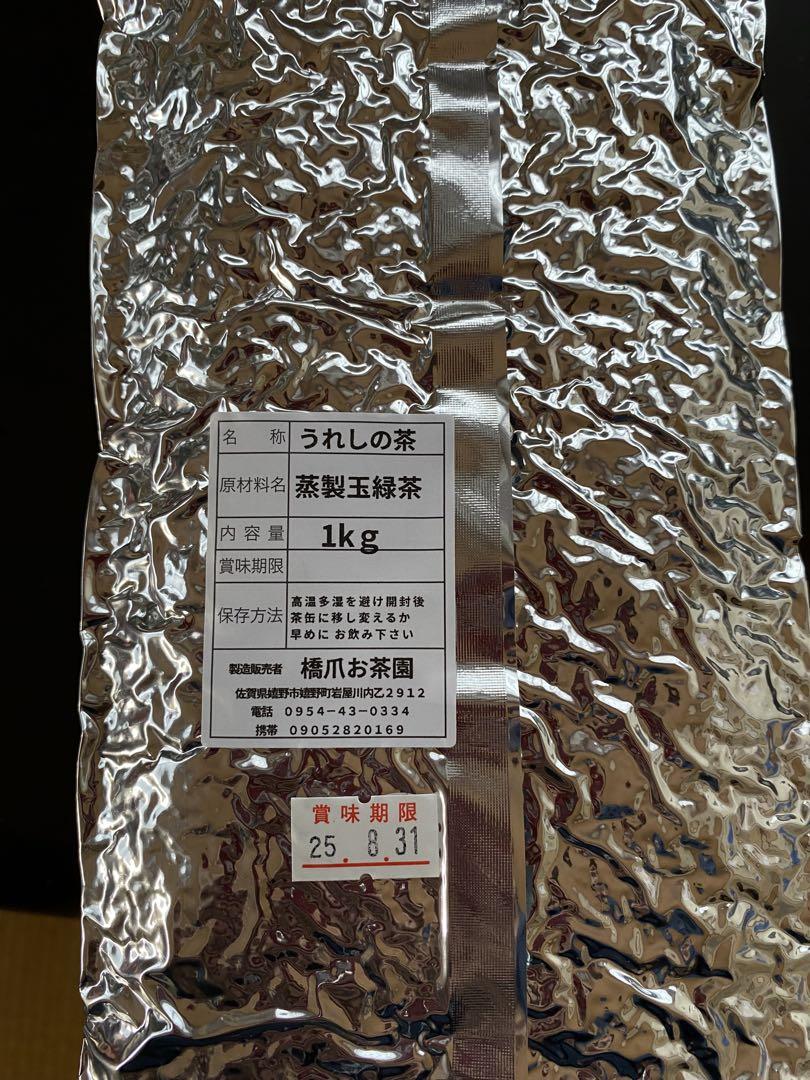 名 称 うれしの茶
原材料名 蒸製玉緑茶
内容量 1kg
賞味期限
保存方法 高温多湿を避け開封後
茶缶に移し変えるか
早めに お飲み下さい
製造販売者 橋爪お茶園
佐賀県嬉野市嬉野町岩屋川内乙2912
電話 0954-43-0334
携帯 09052820169
賞味期限
25. 8.31